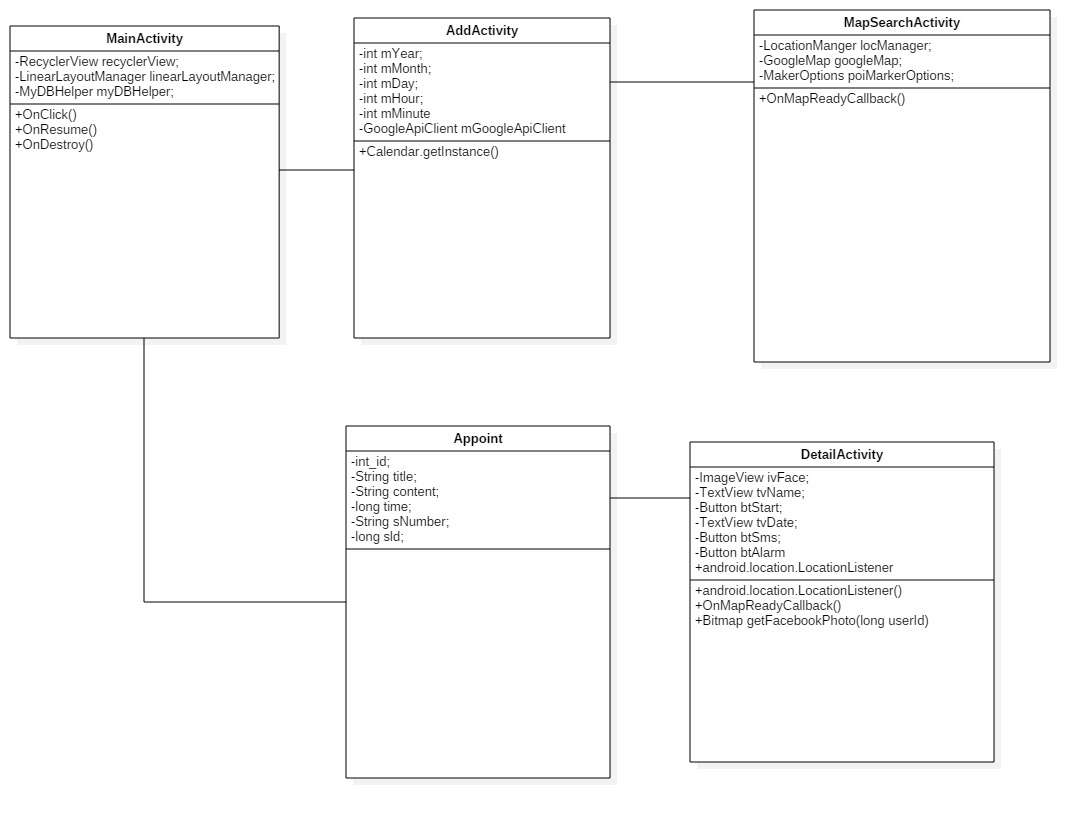 MainActivity
-RecyclerView recyclerView;
-LinearLayoutManager linearLayoutManager;
-MyDBHelper myDBHelper;
+OnClick()
+OnResume()
+OnDestroy()
AddActivity
-int mYear;
-int mMonth;
-int mDay;
-int mHour;
-int mMinute
-GoogleApiClient mGoogleApiClient
+Calendar.getInstance()
MapSearchActivity
-LocationManger locManager;
-GoogleMap googleMap;
-MakerOptions poiMarkerOptions;
+OnMapReadyCallback()
Appoint
-int_id;
-String title;
-String content;
-long time;
-String sNumber;
-long sId;
DetailActivity
-ImageView ivFace;
-TextView tvName;
-Button btStart;
-TextView tvDate;
-Button btSms;
-Button btAlarm
+android.location.LocationListener
+android.location.LocationListener()
+OnMapReadyCallback()
+Bitmap getFacebookPhoto(long userId)